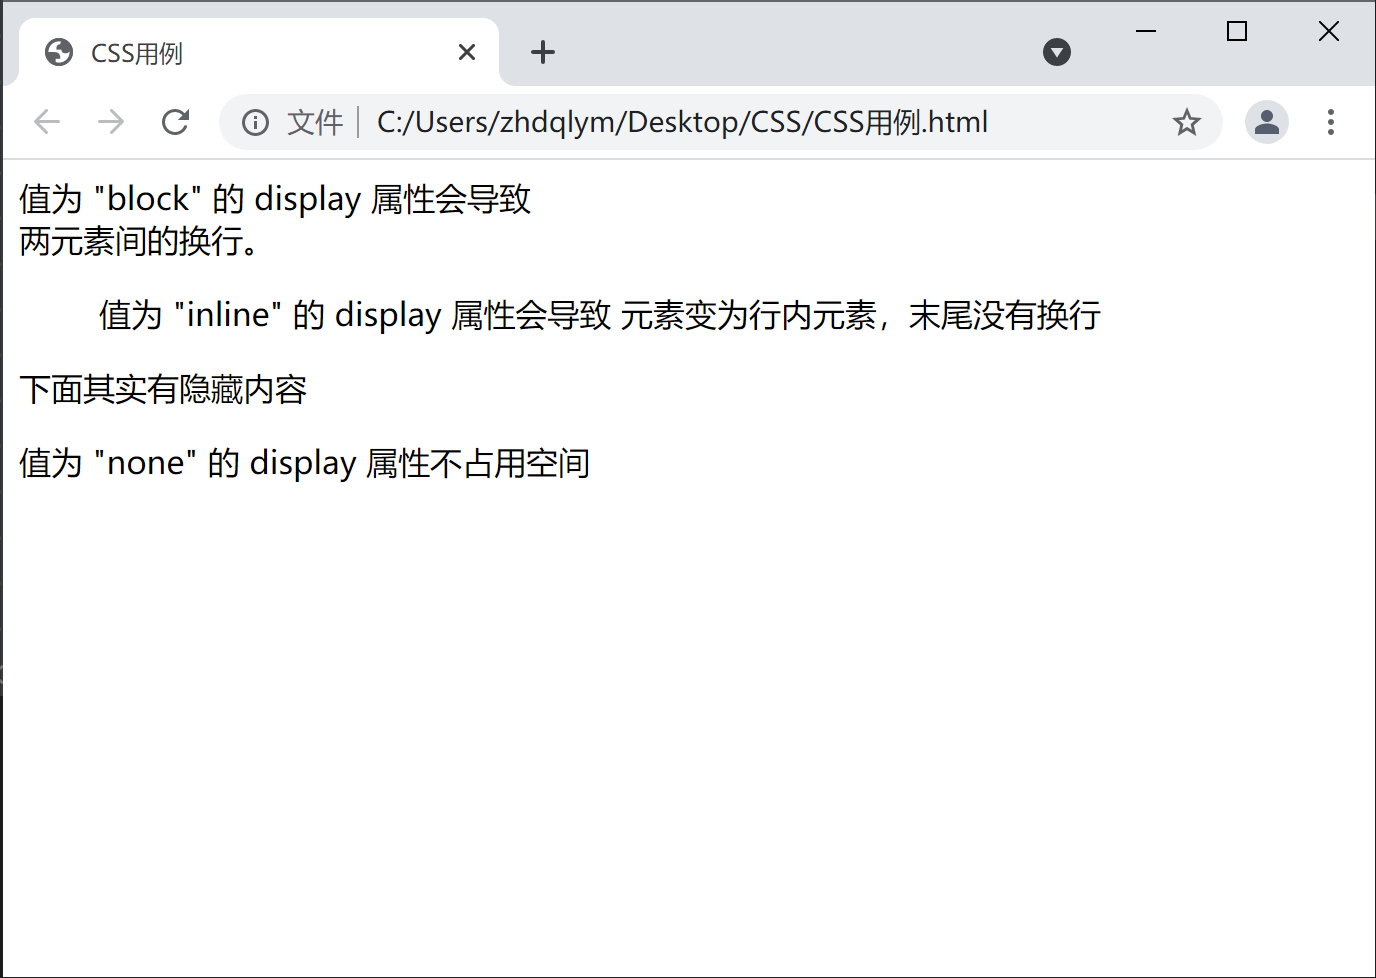 CSS用例
文件 C:/Users/zhdqlym/Desktop/CSS/CSS用例.html
值为 "block" 的 display 属性会导致
两元素间的换行。
值为 "inline" 的 display 属性会导致 元素变为行内元素，末尾没有换行
下面其实有隐藏内容
值为 "none" 的 display 属性不占用空间